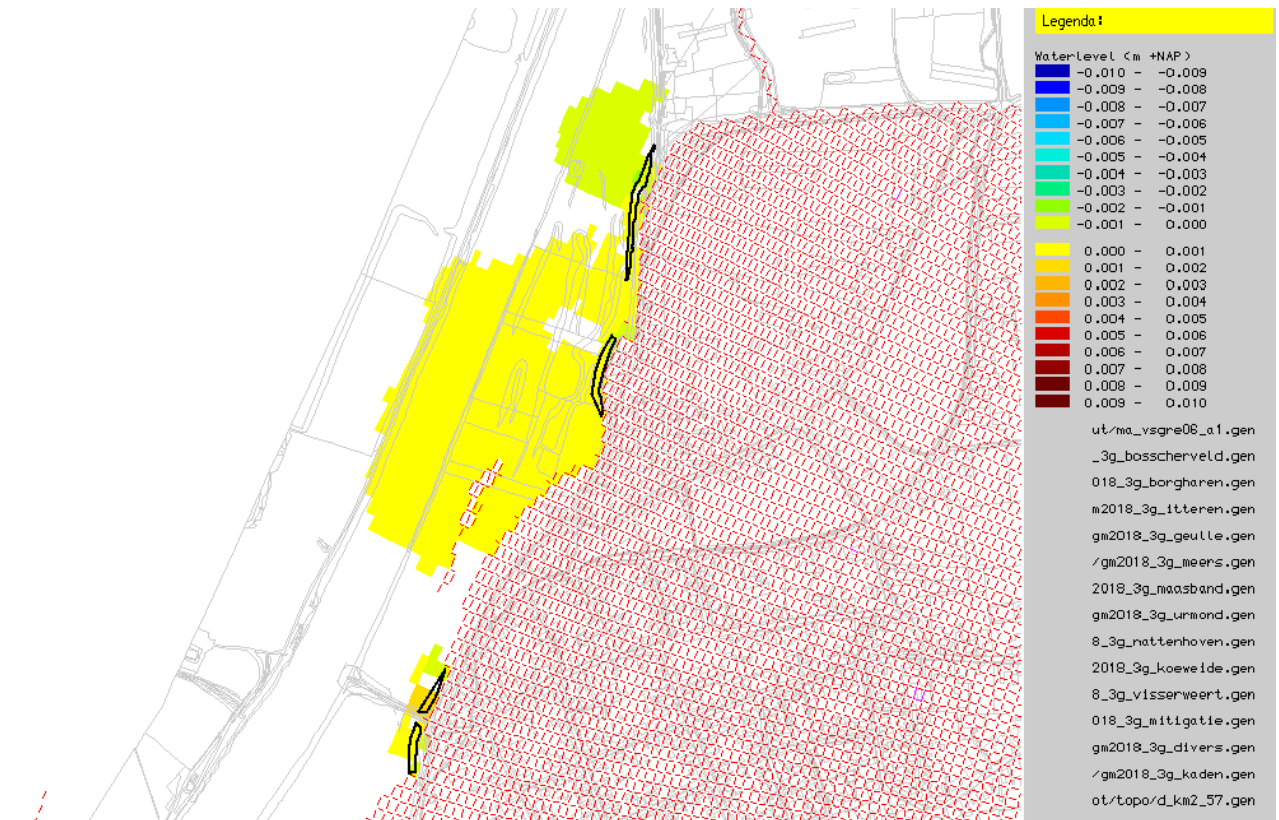 Legenda:
Waterlevel (m +NAP)
-0.010 - -0.009
-0.009 - -0.008
-0.008 - -0.007
-0.007 - -0.006
-0.006 - -0.005
-0.005 - -0.004
-0.004 - -0.003
-0.003 - -0.002
-0.002 - -0.001
-0.001 - 0.000
0.000 - 0.001
0.001 - 0.002
0.002 - 0.003
0.003 - 0.004
0.004 - 0.005
0.005 - 0.006
0.006 - 0.007
0.007 - 0.008
0.008 - 0.009
0.009 - 0.010
ut/ma_vsgre06_a1.gen
_3g_bosscherveld.gen
018_3g_borgharen.gen
m2018_3g_itteren.gen
gm2018_3g_geulle.gen
/gm2018_3g_meers.gen
2018_3g_maasband.gen
gm2018_3g_urmond.gen
8_3g_nattenhoven.gen
2018_3g_koeweide.gen
8_3g_visserweert.gen
018_3g_mitigatie.gen
gm2018_3g_divers.gen
/gm2018_3g_kaden.gen
ot/topo/d_km2_57.gen